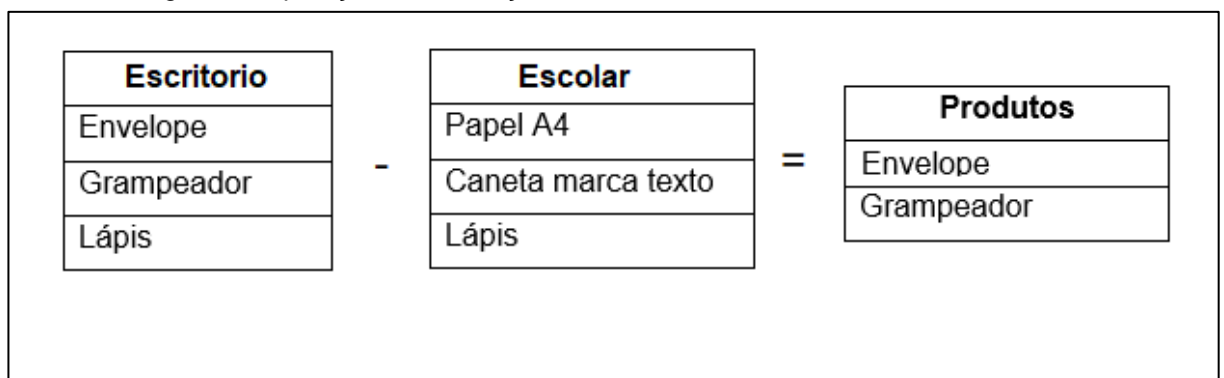 Escritorio
Envelope
Grampeador
Lápis
-
Escolar
Papel A4
Caneta marca texto
Lápis
=
Produtos
Envelope
Grampeador